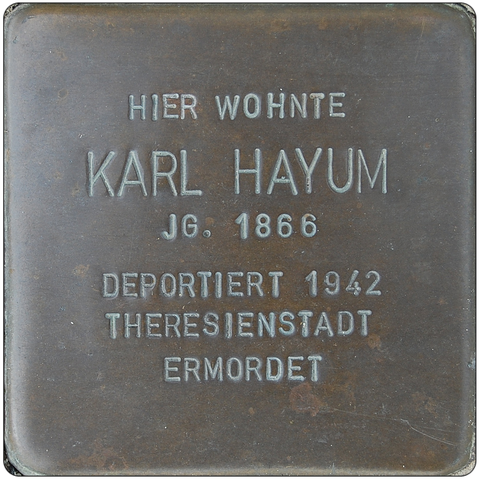 HIER WOHNTE
KARL HAYUM
JG. 1866
DEPORTIERT 1942
THERESIENSTADT
ERMORDET